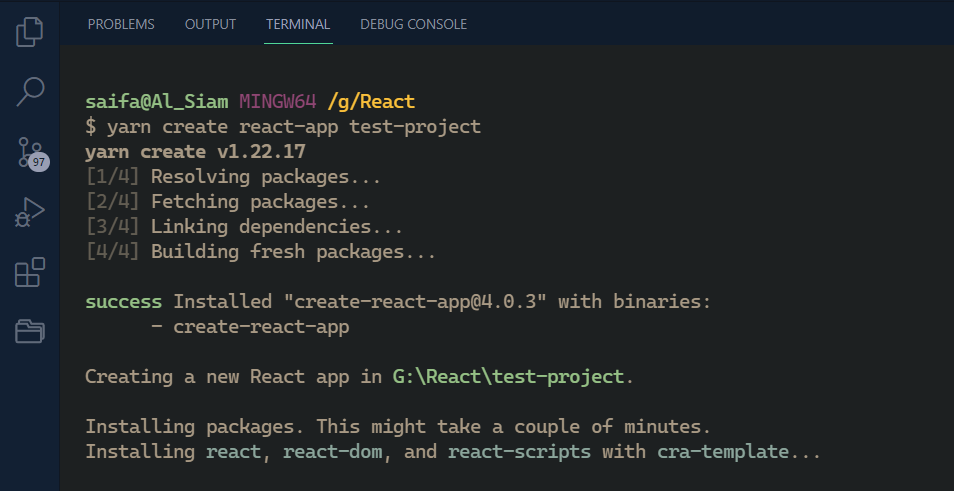 PROBLEMS OUTPUT TERMINAL DEBUG CONSOLE
saifa@Al_Siam MINGW64 /g/React
$ yarn create react-app test-project
yarn create v1.22.17
[1/4] Resolving packages...
[2/4] Fetching packages...
[3/4] Linking dependencies...
[4/4] Building fresh packages...
success Installed "create-react-app@4.0.3" with binaries:
- create-react-app
Creating a new React app in G:\React\test-project.
Installing packages. This might take a couple of minutes.
Installing react, react-dom, and react-scripts with cra-template...
97